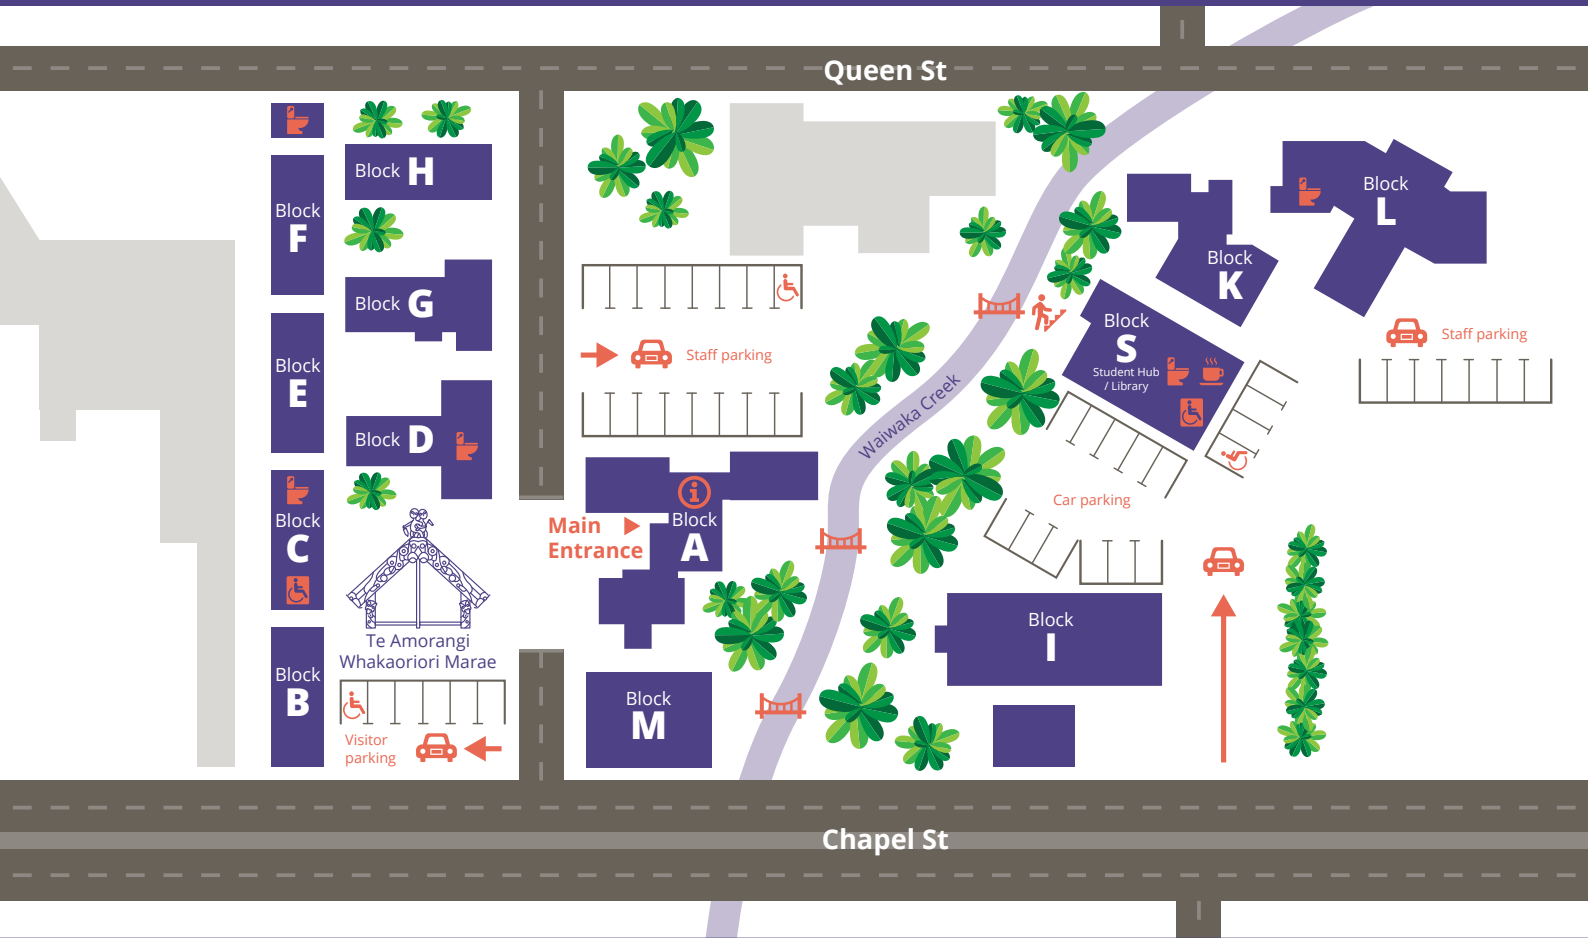 Queen St
Block H
Block
F
Block G
Block
E
Block D
Block
C
Te Amorangi
Whakaoriori Marae
Block
B
Visitor
parking
Staff parking
Main
Entrance
i
Block
A
Block
M
Waiwaka Creek
Block
L
Block
K
Block
S
Student Hub
/ Library
Staff parking
Car parking
Block
I
Chapel St